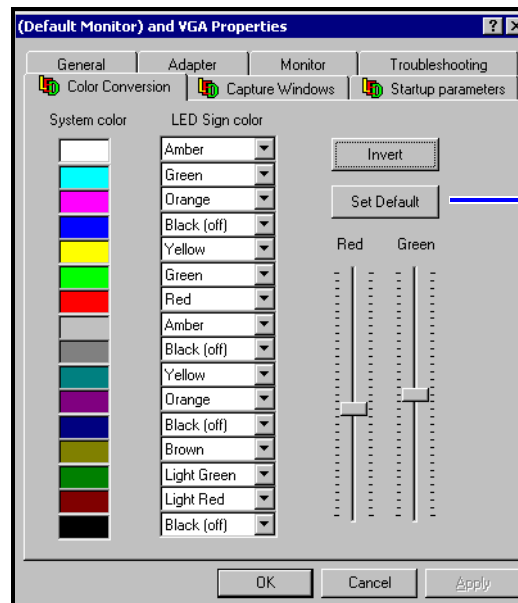 (Default Monitor) and VGA Properties
General Adapter Monitor Troubleshooting
Color Conversion Capture Windows Startup parameters
System color LED Sign color
Amber
Green
Orange
Black (off)
Yellow
Green
Red
Amber
Black (off)
Yellow
Orange
Black (off)
Brown
Light Green
Light Red
Black (off)
Invert
Set Default
Red Green
OK Cancel Apply